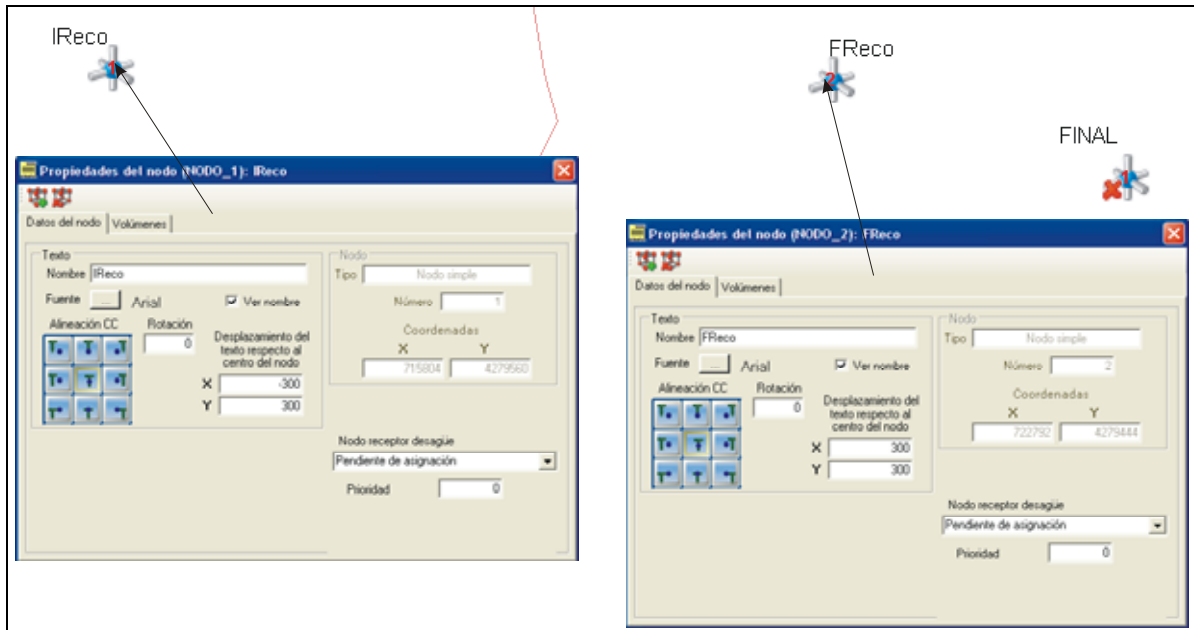 IReco
1
FReco
2
FINAL
1
Propiedades del nodo (NODO_1): IReco
Datos del nodo
Volúmenes
Texto
Nombre IReco
Fuente ... Arial
Ver nombre
Alineación CC
Rotación
0
Desplazamiento del
texto respecto al
centro del nodo
X -300
Y 300
Nodo
Tipo Nodo simple
Número 1
Coordenadas
X Y
715804 4279560
Nodo receptor desagüe
Pendiente de asignación
Prioridad 0
Propiedades del nodo (NODO_2): FReco
Datos del nodo
Volúmenes
Texto
Nombre FReco
Fuente ... Arial
Ver nombre
Alineación CC
Rotación
0
Desplazamiento del
texto respecto al
centro del nodo
X 300
Y 300
Nodo
Tipo Nodo simple
Número 2
Coordenadas
X Y
722792 4279444
Nodo receptor desagüe
Pendiente de asignación
Prioridad 0